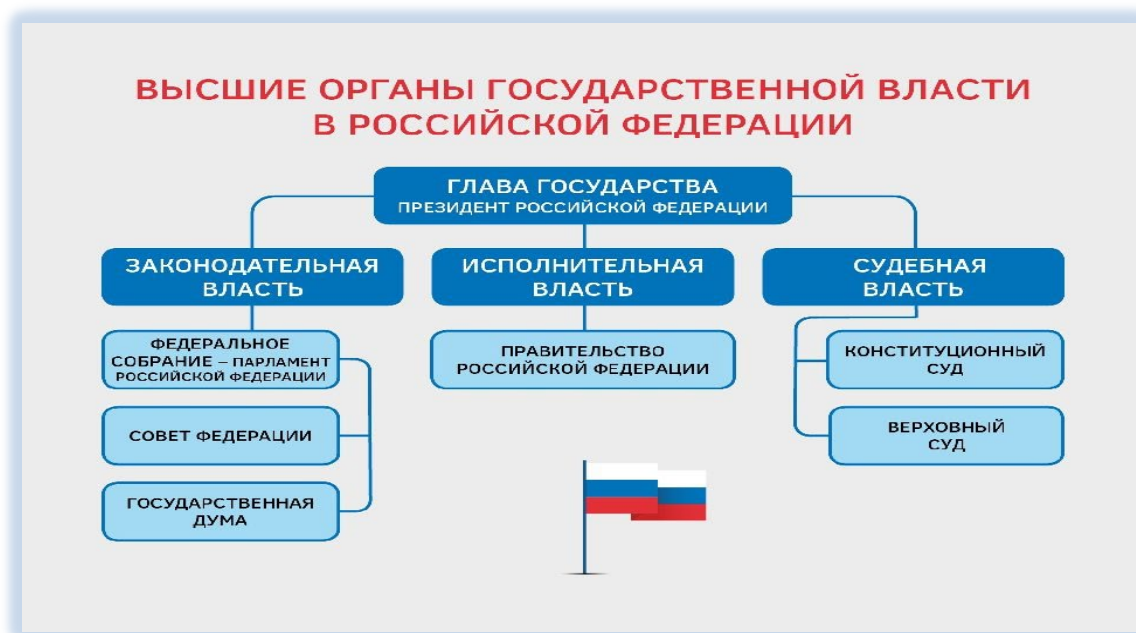 ВЫСШИЕ ОРГАНЫ ГОСУДАРСТВЕННОЙ ВЛАСТИ
В РОССИЙСКОЙ ФЕДЕРАЦИИ
ГЛАВА ГОСУДАРСТВА
ПРЕЗИДЕНТ РОССИЙСКОЙ ФЕДЕРАЦИИ
ЗАКОНОДАТЕЛЬНАЯ
ВЛАСТЬ
ФЕДЕРАЛЬНОЕ
СОБРАНИЕ – ПАРЛАМЕНТ
РОССИЙСКОЙ ФЕДЕРАЦИИ
СОВЕТ ФЕДЕРАЦИИ
ГОСУДАРСТВЕННАЯ
ДУМА
ИСПОЛНИТЕЛЬНАЯ
ВЛАСТЬ
ПРАВИТЕЛЬСТВО
РОССИЙСКОЙ ФЕДЕРАЦИИ
СУДЕБНАЯ
ВЛАСТЬ
КОНСТИТУЦИОННЫЙ
СУД
ВЕРХОВНЫЙ
СУД